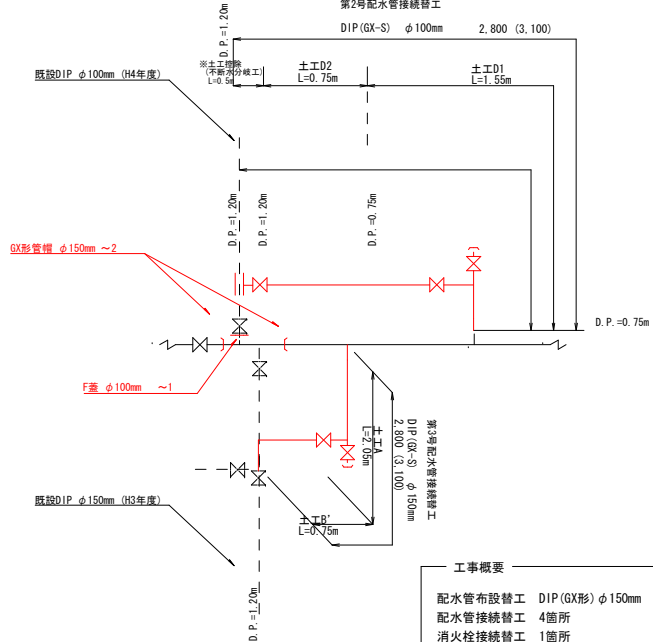 第2号配水管接続替工
DIP(GX-S) φ100mm 2,800 (3,100)
D.P.=1.20m
※土工控除
(不断水分岐工)
L=0.5m
土工D2
L=0.75m
土工D1
L=1.55m
既設DIP φ100mm (H4年度)
D.P.=1.20m
D.P.=1.20m
D.P.=0.75m
GX形管帽 φ150mm ～2
D.P.=0.75m
F蓋 φ100mm ～1
第3号配水管接続替工
DIP(GX-S) φ150mm
2,800 (3,100)
土工A
L=2.05m
既設DIP φ150mm (H3年度)
土工B'
L=0.75m
D.P.=1.20m
工事概要
配水管布設替工 DIP(GX形)φ150mm
配水管接続替工 4箇所
消火栓接続替工 1箇所